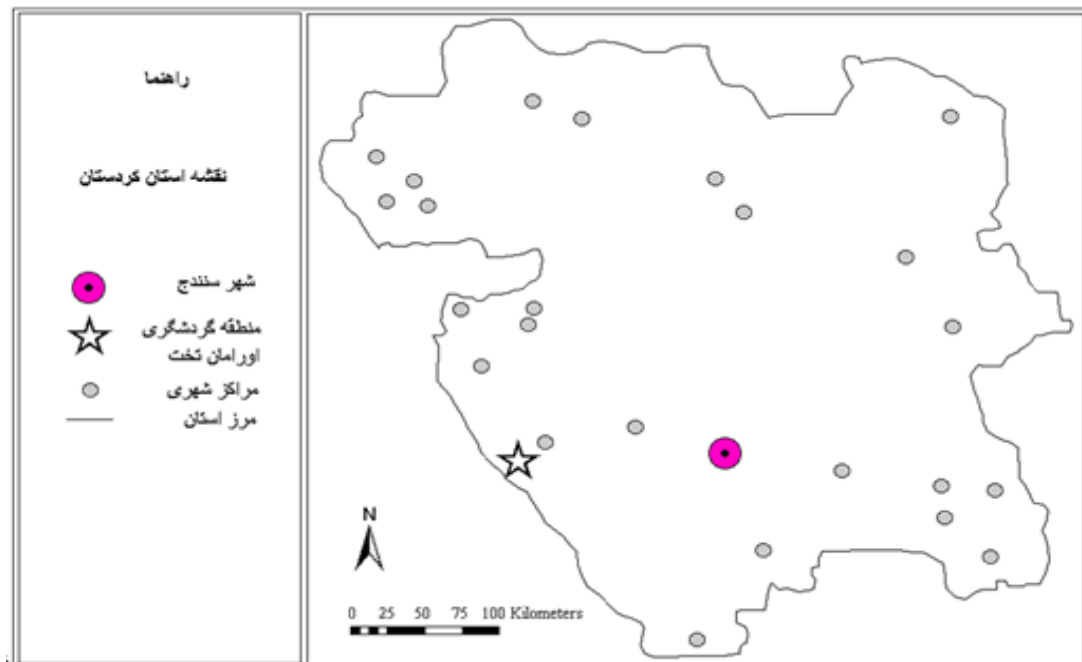 راهنما
نقشه استان کردستان
شهر سنندج
منطقه گردشگری
اورامان تخت
مراکز شهری
مرز استان
N
0 25 50 75 100 Kilometers